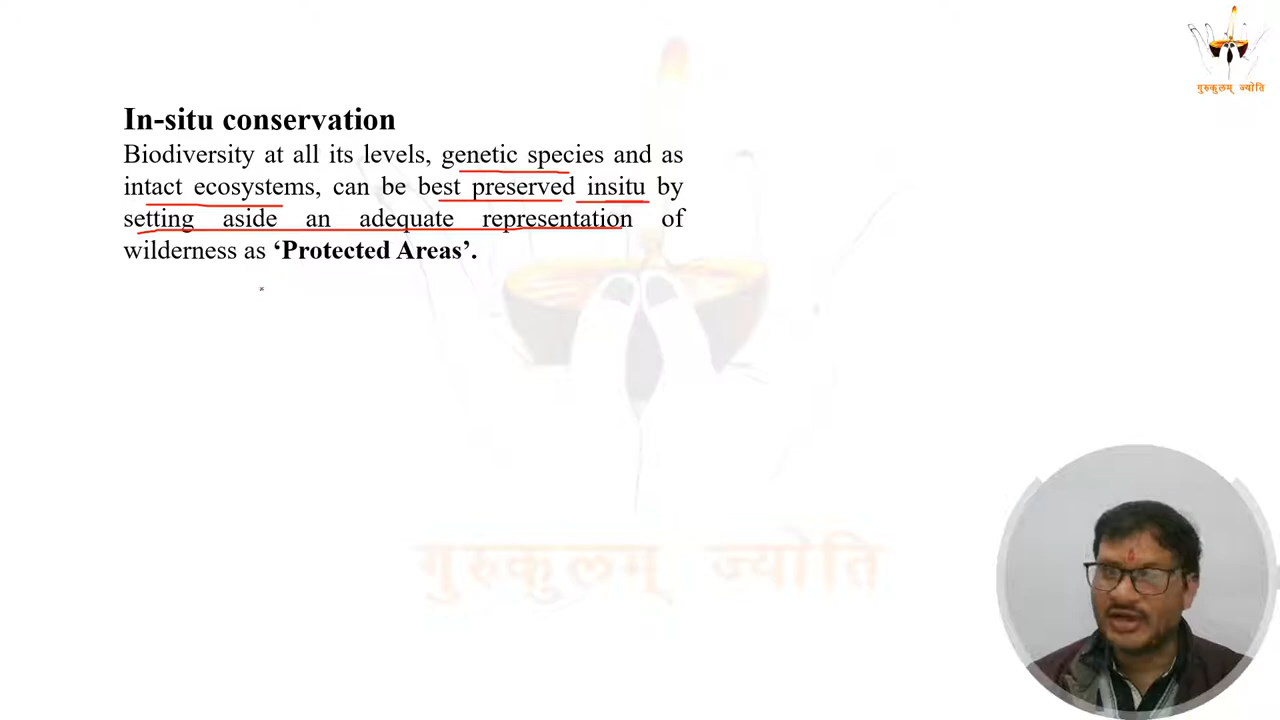 गुरुकुलम् ज्योति
In-situ conservation
Biodiversity at all its levels, genetic species and as
intact ecosystems, can be best preserved insitu by
setting aside an adequate representation of
wilderness as ‘Protected Areas’.
गुरुकुलम् ज्योति